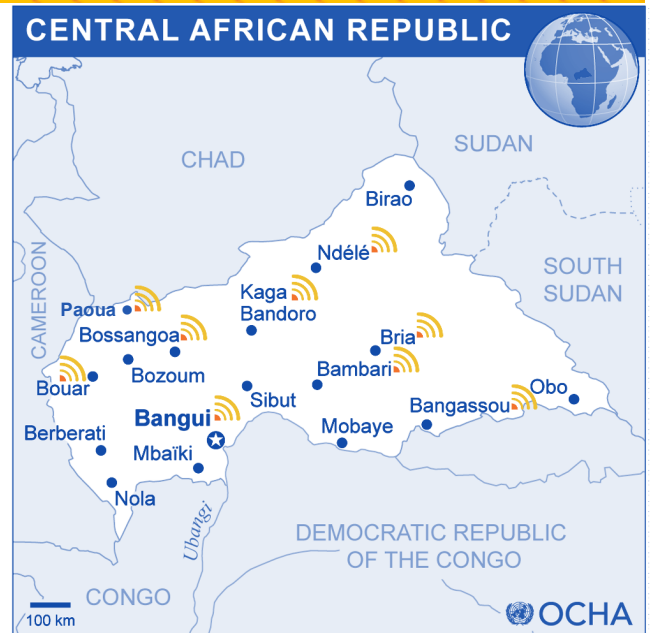 CENTRAL AFRICAN REPUBLIC
SUDAN
CHAD
Birao
CAMEROON
Ndélé
SOUTH
SUDAN
Kaga
Bandoro
Paoua
Bossangoa
Bria
Bozoum
Bambari
Bouar
Sibut
Obo
Bangassou
Bangui
Mobaye
Berberati
Mbaïki
Nola
Ubangi
DEMOCRATIC REPUBLIC
OF THE CONGO
CONGO
100 km
OCHA